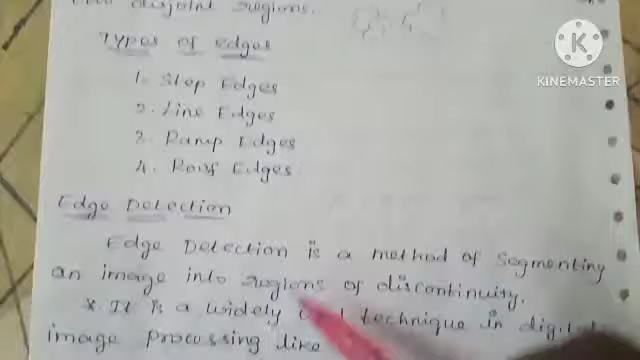 disjoint regions.
Types of edges
1. Step Edges
2. Line Edges
3. Ramp Edges
4. Roof Edges
Edge Detection
Edge Detection is a method of segmenting
an image into regions of discontinuity.
* It is a widely technique in
image processing like
K
KINEMASTER